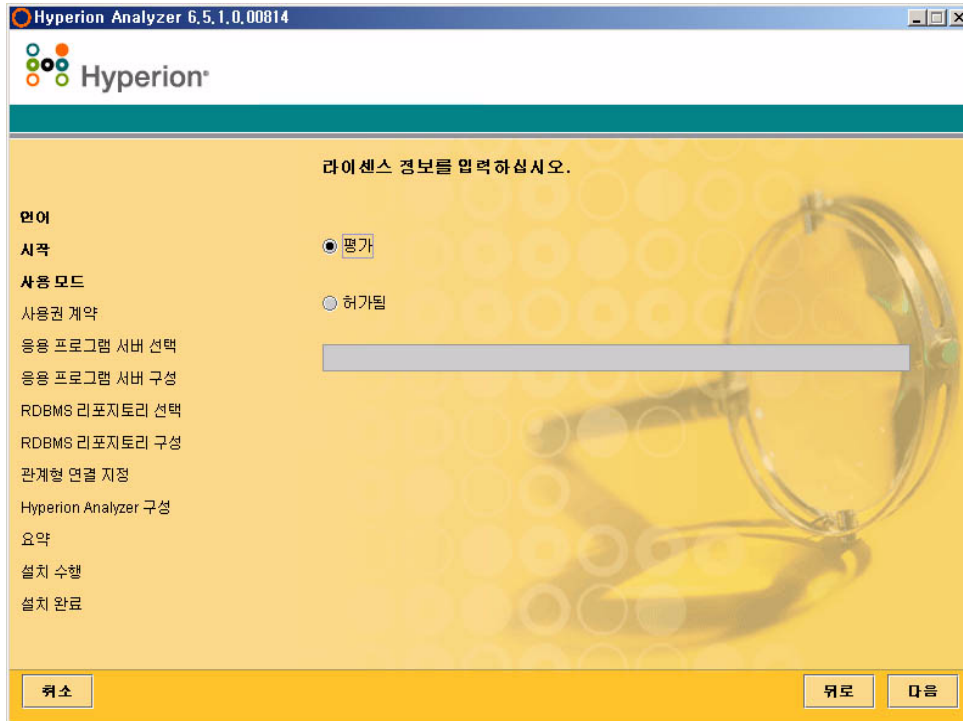 Hyperion Analyzer 6,5,1,0,00814
Hyperion
라이센스 정보를 입력하십시오.
언어
시작
사용 모드
사용권 계약
응용 프로그램 서버 선택
응용 프로그램 서버 구성
RDBMS 리포지토리 선택
RDBMS 리포지토리 구성
관계형 연결 지정
Hyperion Analyzer 구성
요약
설치 수행
설치 완료
평가
허가됨
취소
뒤로
다음